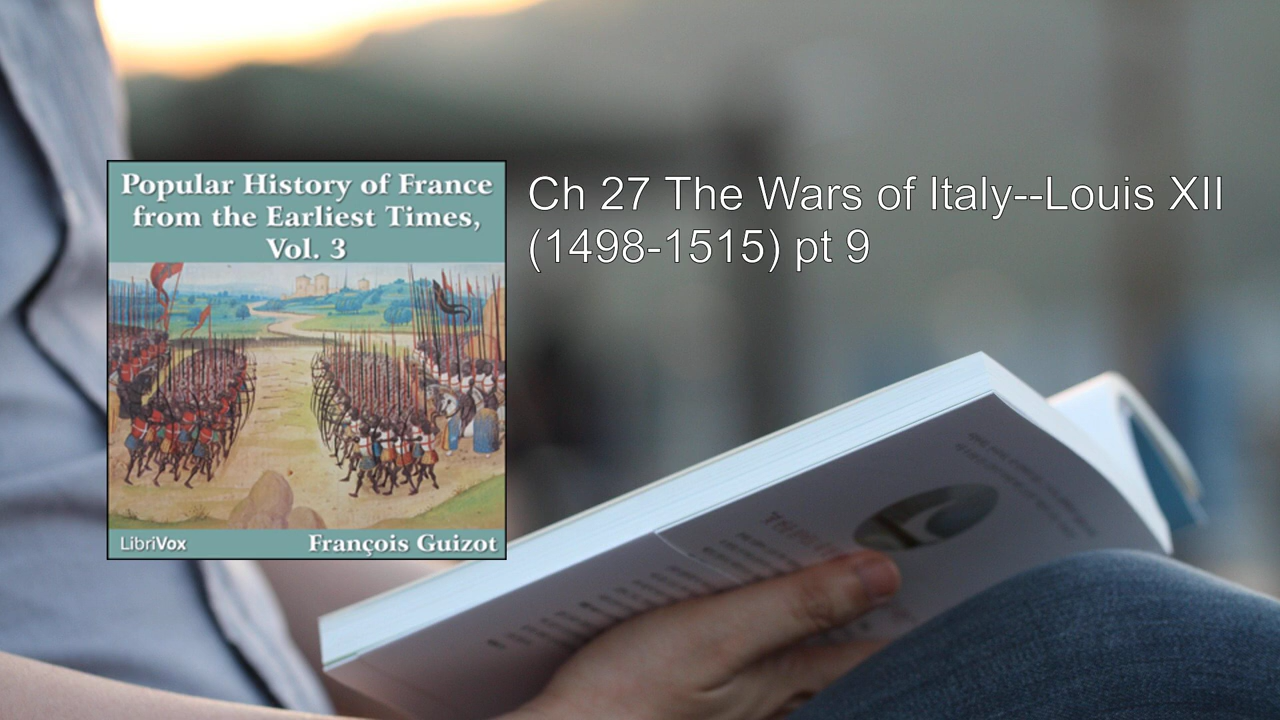 Popular History of France
from the Earliest Times,
Vol. 3
LibriVox
François Guizot
Ch 27 The Wars of Italy--Louis XII
(1498-1515) pt 9